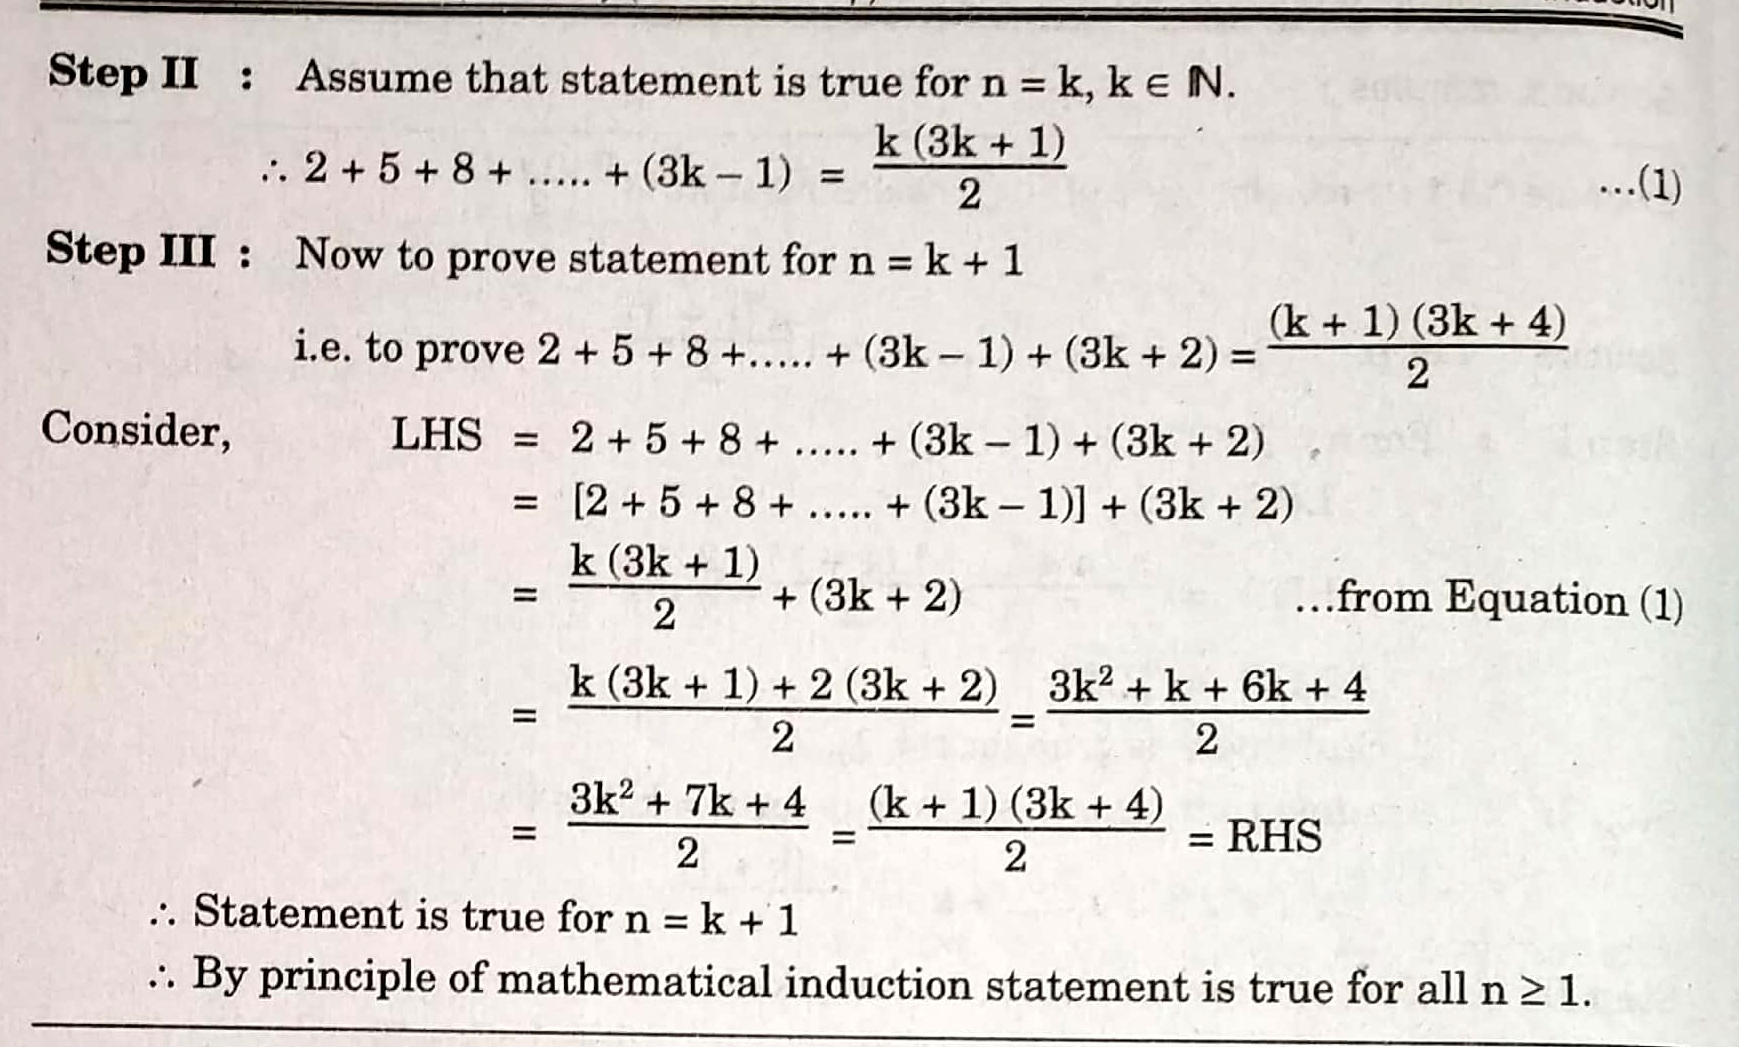 Step II : Assume that statement is true for n = k, k ∈ ℕ.
∴ 2 + 5 + 8 + ..... + (3k – 1) = k (3k + 1) / 2 ...(1)
Step III : Now to prove statement for n = k + 1
i.e. to prove 2 + 5 + 8 +..... + (3k – 1) + (3k + 2) = (k + 1) (3k + 4) / 2
Consider, LHS = 2 + 5 + 8 + ..... + (3k – 1) + (3k + 2)
= [2 + 5 + 8 + ..... + (3k – 1)] + (3k + 2)
= k (3k + 1) / 2 + (3k + 2) ...from Equation (1)
= k (3k + 1) + 2 (3k + 2) / 2 = 3k² + k + 6k + 4 / 2
= 3k² + 7k + 4 / 2 = (k + 1) (3k + 4) / 2 = RHS
∴ Statement is true for n = k + 1
∴ By principle of mathematical induction statement is true for all n ≥ 1.